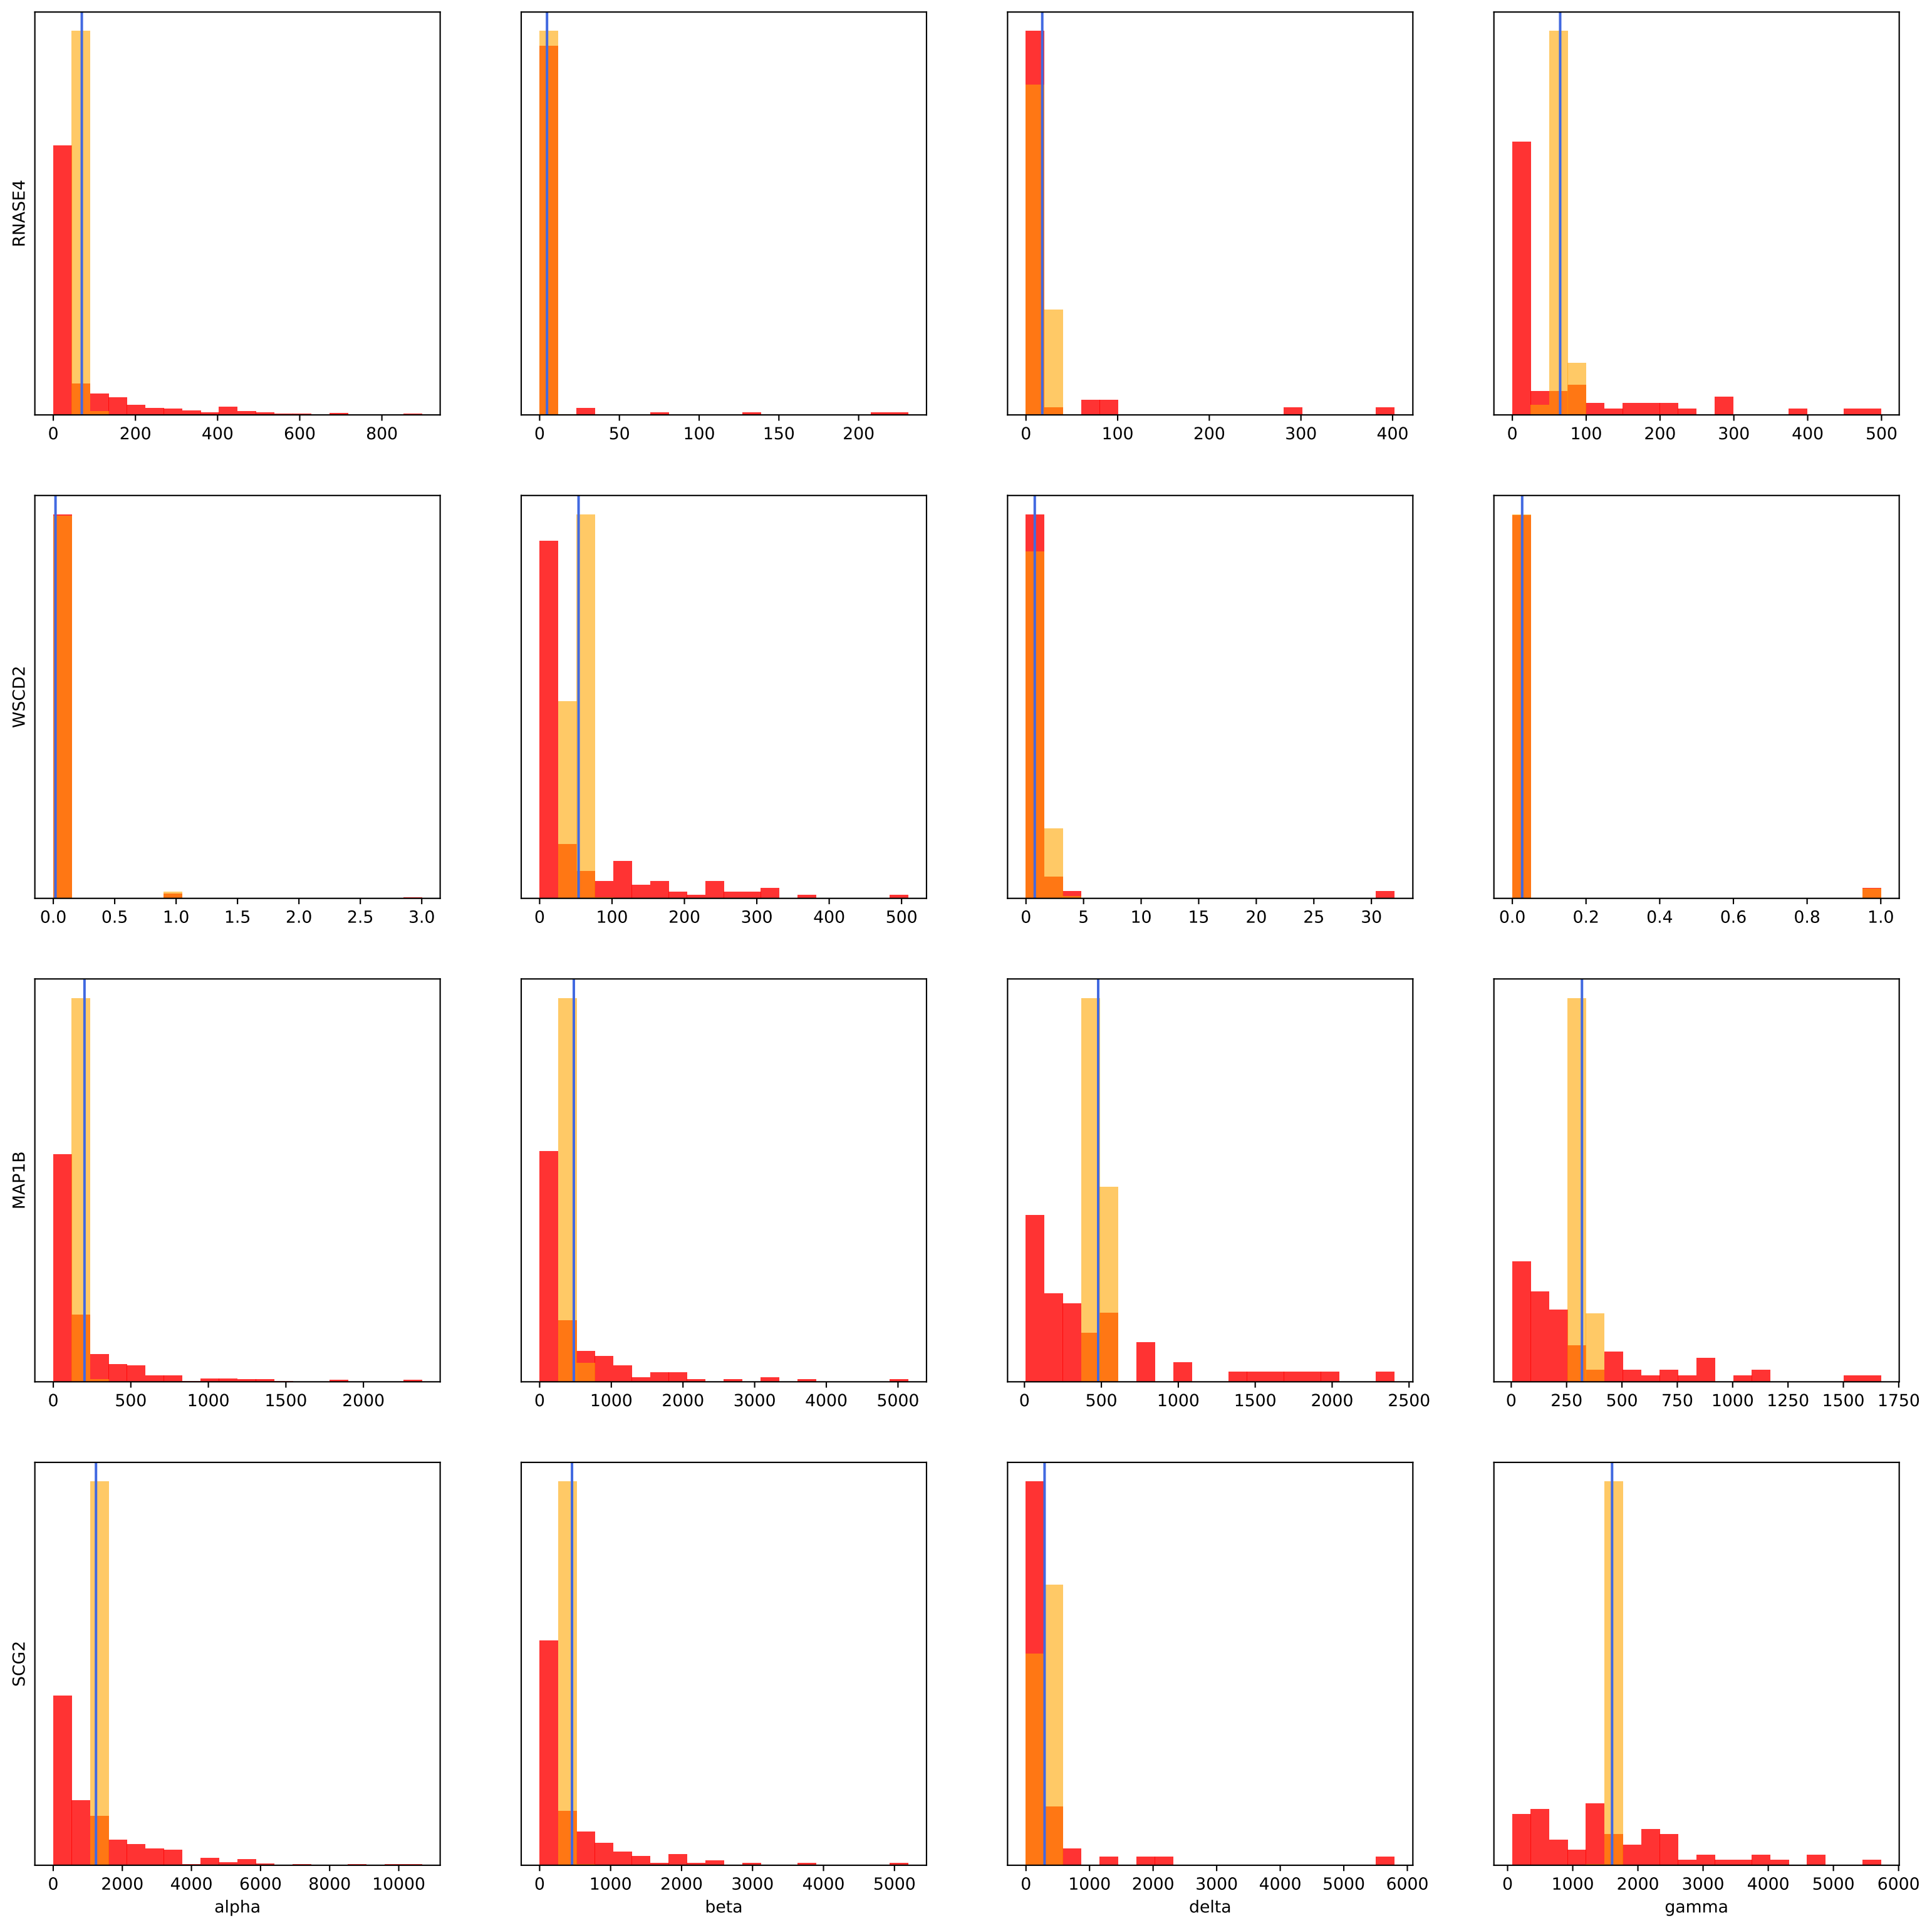 RNASE4
0 200 400 600 800
0 50 100 150 200
0 100 200 300 400
0 100 200 300 400 500
WSCD2
0.0 0.5 1.0 1.5 2.0 2.5 3.0
0 100 200 300 400 500
0 5 10 15 20 25 30
0.0 0.2 0.4 0.6 0.8 1.0
MAP1B
0 500 1000 1500 2000
0 1000 2000 3000 4000 5000
0 500 1000 1500 2000 2500
0 250 500 750 1000 1250 1500 1750
SCG2
0 2000 4000 6000 8000 10000
alpha
0 1000 2000 3000 4000 5000
beta
0 1000 2000 3000 4000 5000 6000
delta
0 1000 2000 3000 4000 5000 6000
gamma